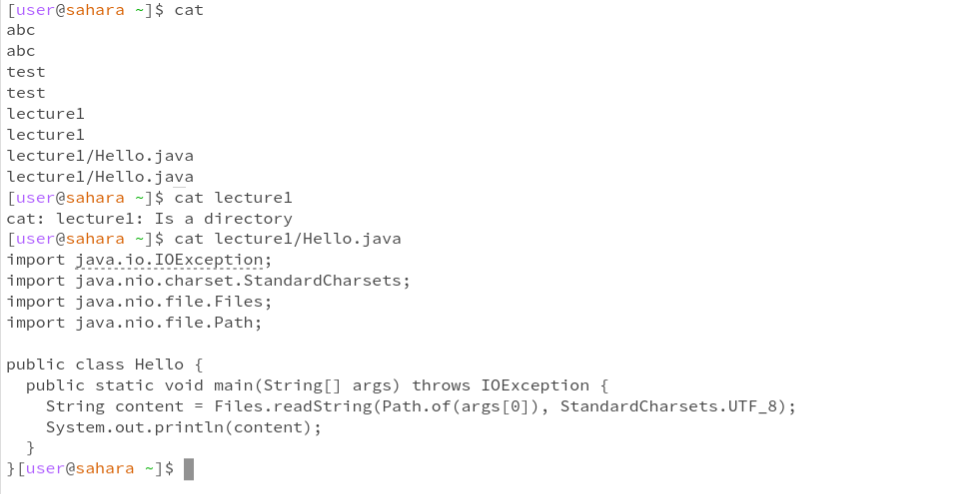 [user@sahara ~]$ cat
abc
abc
test
test
lecture1
lecture1
lecture1/Hello.java
lecture1/Hello.java
[user@sahara ~]$ cat lecture1
cat: lecture1: Is a directory
[user@sahara ~]$ cat lecture1/Hello.java
import java.io.IOException;
import java.nio.charset.StandardCharsets;
import java.nio.file.Files;
import java.nio.file.Path;

public class Hello {
  public static void main(String[] args) throws IOException {
    String content = Files.readString(Path.of(args[0]), StandardCharsets.UTF_8);
    System.out.println(content);
  }
}[user@sahara ~]$